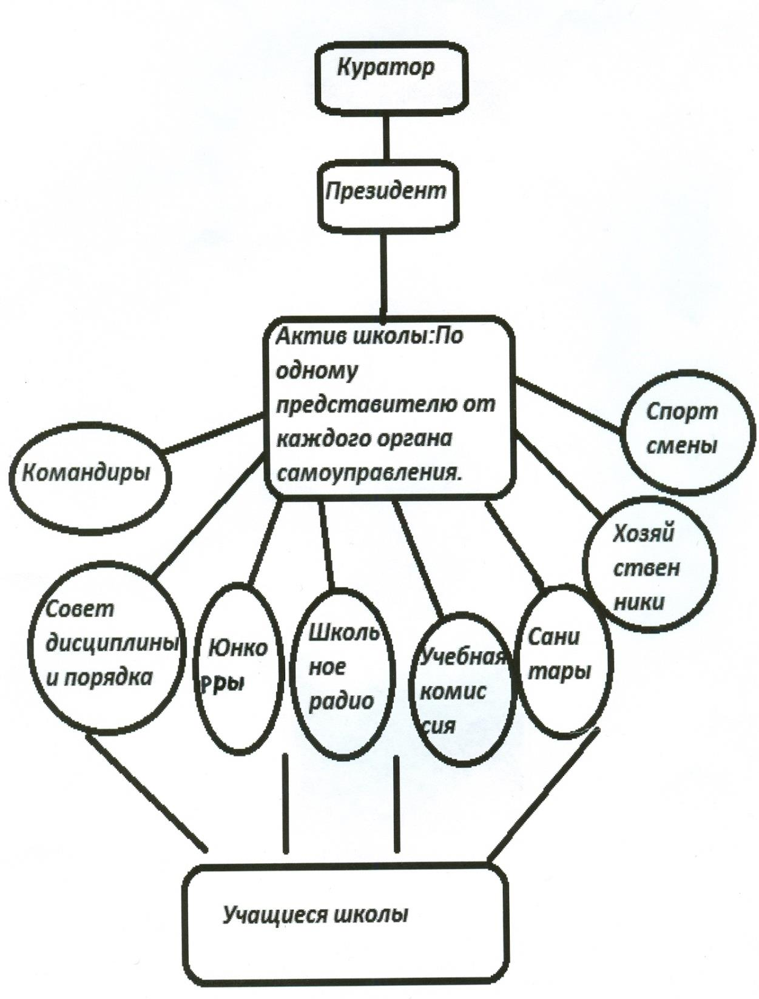 Куратор
Президент
Актив школы:По
одному
представителю от
каждого органа
самоуправления.
Командиры
Спорт
смены
Хозяй
ствен
ники
Совет
дисциплины
и порядка
Юнко
рры
Школь
ное
радио
Учебная
комис
сия
Сани
тары
Учащиеся школы